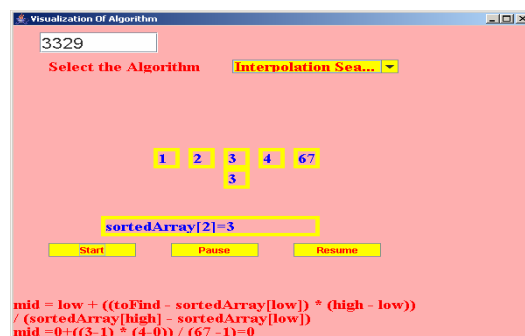 Visualization Of Algorithm
3329
Select the Algorithm Interpolation Sea...
1 2 3 4 67
3
sortedArray[2]=3
Start Pause Resume
mid = low + ((toFind - sortedArray[low]) * (high - low))
/ (sortedArray[high] - sortedArray[low])
mid =0+((3-1) * (4-0)) / (67 -1)=0